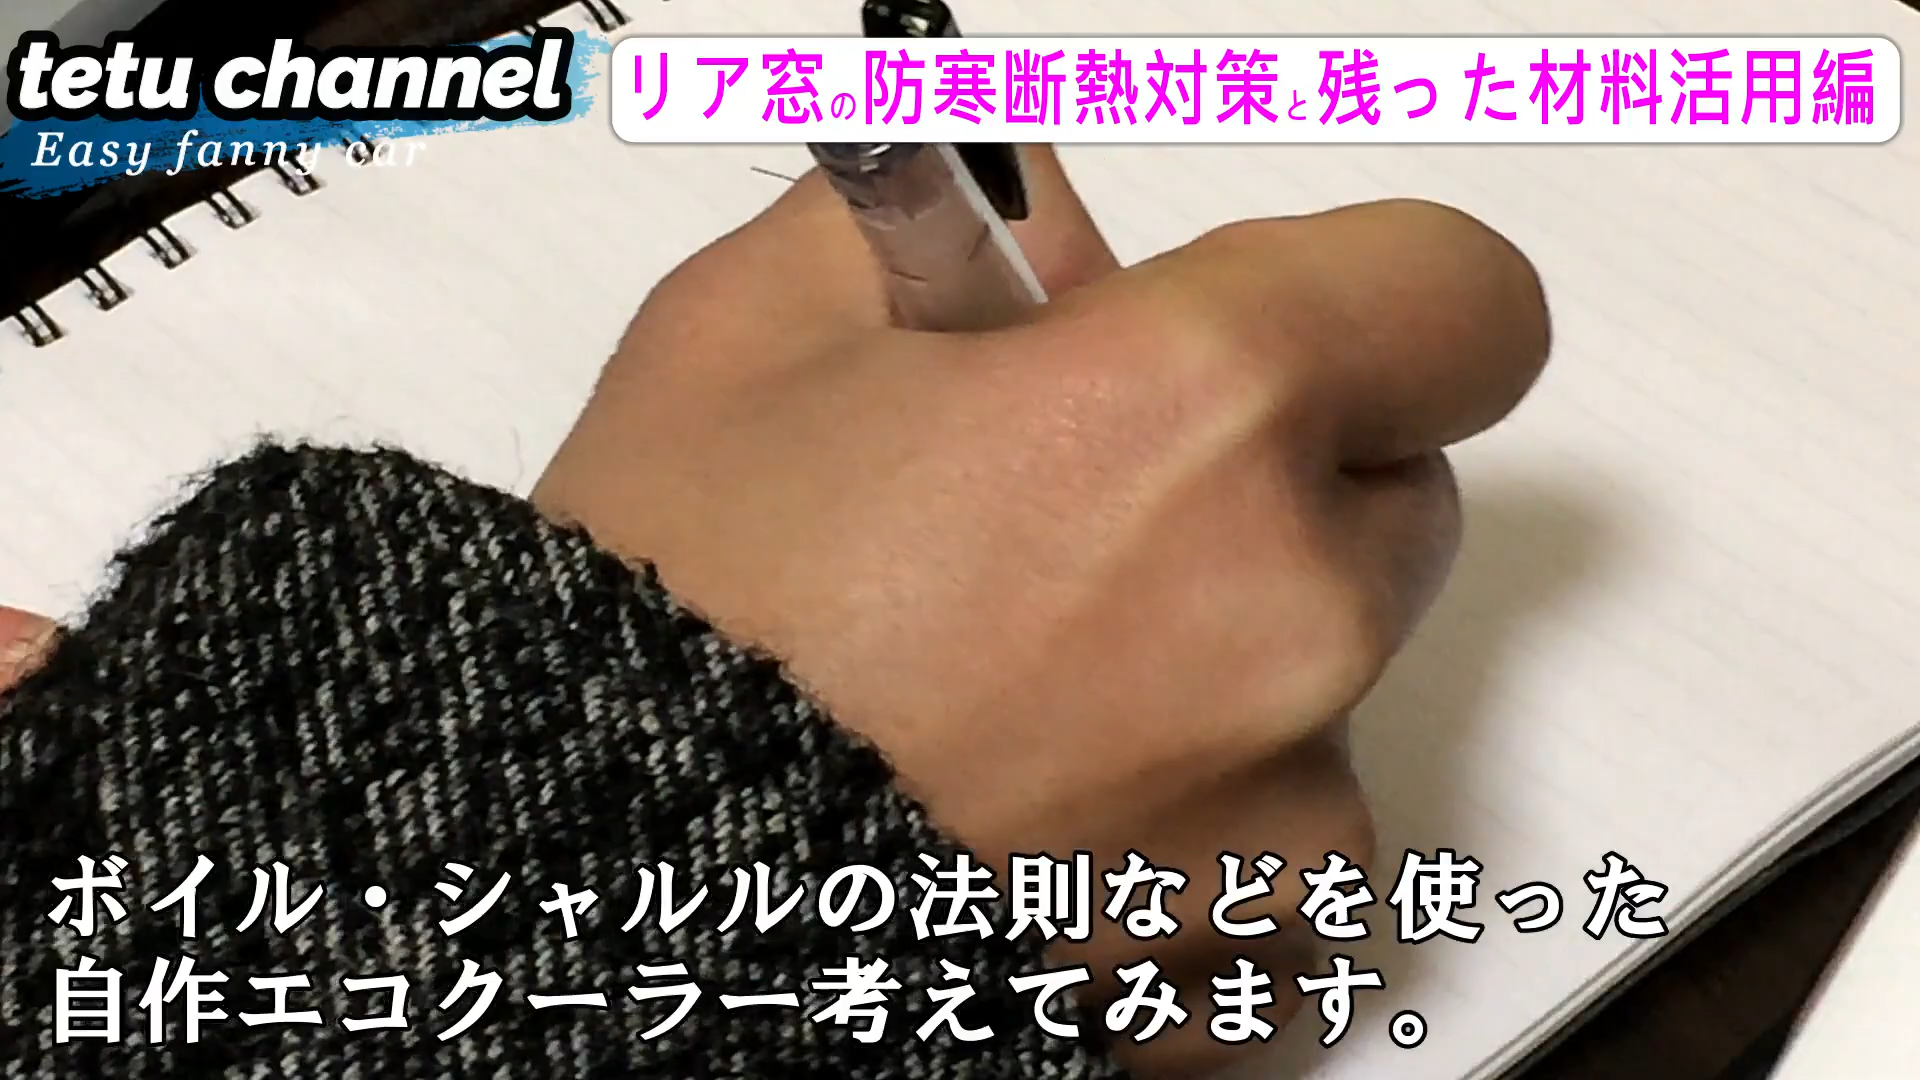 tetu channel
Easy fanny car
リア窓の防寒断熱対策と残った材料活用編
ボイル・シャルルの法則などを使った
自作エコクーラー考えてみます。